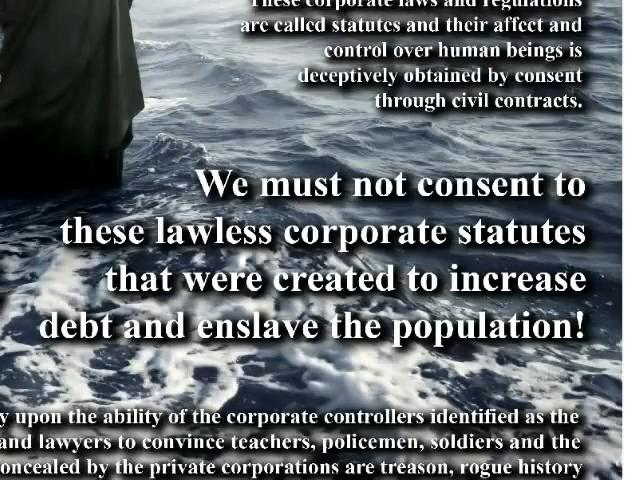 These corporate laws and regulations
are called statutes and their affect and
control over human beings is
deceptively obtained by consent
through civil contracts.
We must not consent to
these lawless corporate statutes
that were created to increase
debt and enslave the population!
y upon the ability of the corporate controllers identified as the
and lawyers to convince teachers, policemen, soldiers and the
oncealed by the private corporations are treason, rogue history